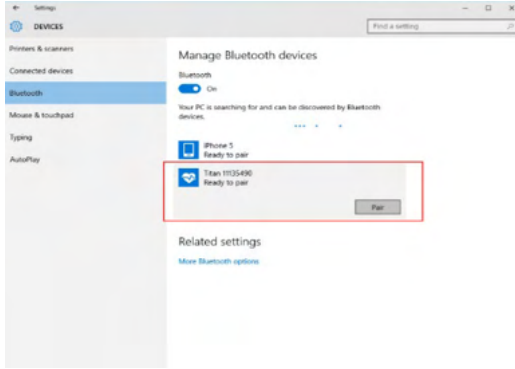 Settings
DEVICES
Find a setting
Printers & scanners
Connected devices
Bluetooth
Mouse & touchpad
Typing
AutoPlay
Manage Bluetooth devices
Bluetooth
On
Your PC is searching for and can be discovered by Bluetooth
devices.
iPhone 5
Ready to pair
Titan 11135490
Ready to pair
Pair
Related settings
More Bluetooth options